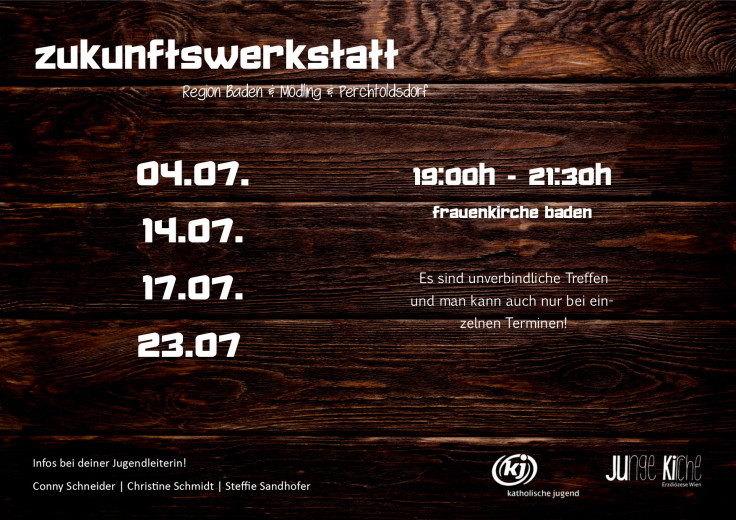 zukunftswerkstatt
Region Baden & Mödling & Perchtoldsdorf
04.07.
14.07.
17.07.
23.07
19:00h - 21:30h
frauenkirche baden
Es sind unverbindliche Treffen
und man kann auch nur bei ein-
zelnen Terminen!
Infos bei deiner Jugendleiterin!
Conny Schneider | Christine Schmidt | Steffie Sandhofer
kj
katholische jugend
JUnge KIrche
Erzdiözese Wien